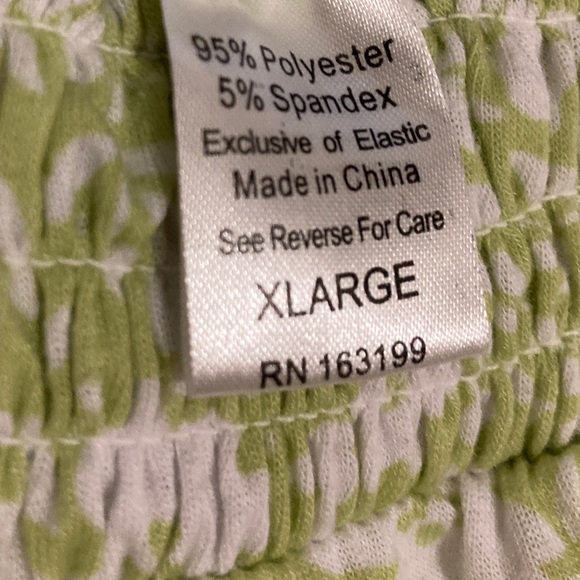 95% Polyester
5% Spandex
Exclusive of Elastic
Made in China
See Reverse For Care
XLARGE
RN 163199